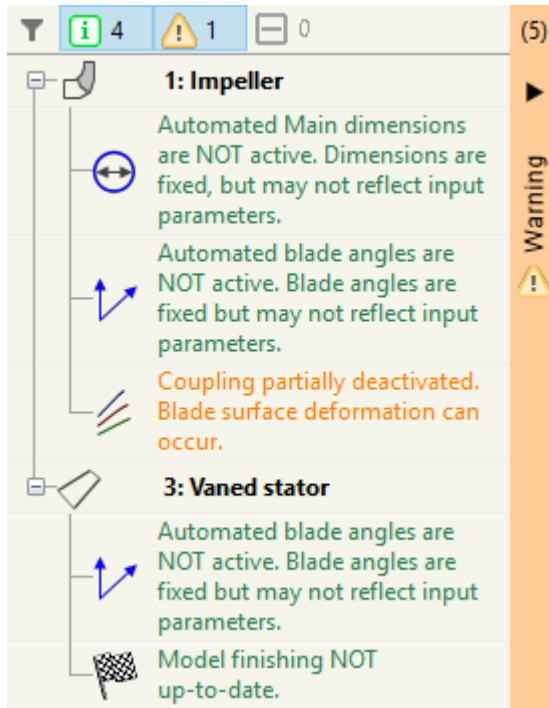 4 1 0
(5)
1: Impeller
Automated Main dimensions
are NOT active. Dimensions are
fixed, but may not reflect input
parameters.
Automated blade angles are
NOT active. Blade angles are
fixed but may not reflect input
parameters.
Coupling partially deactivated.
Blade surface deformation can
occur.
3: Vaned stator
Automated blade angles are
NOT active. Blade angles are
fixed but may not reflect input
parameters.
Model finishing NOT
up-to-date.
Warning